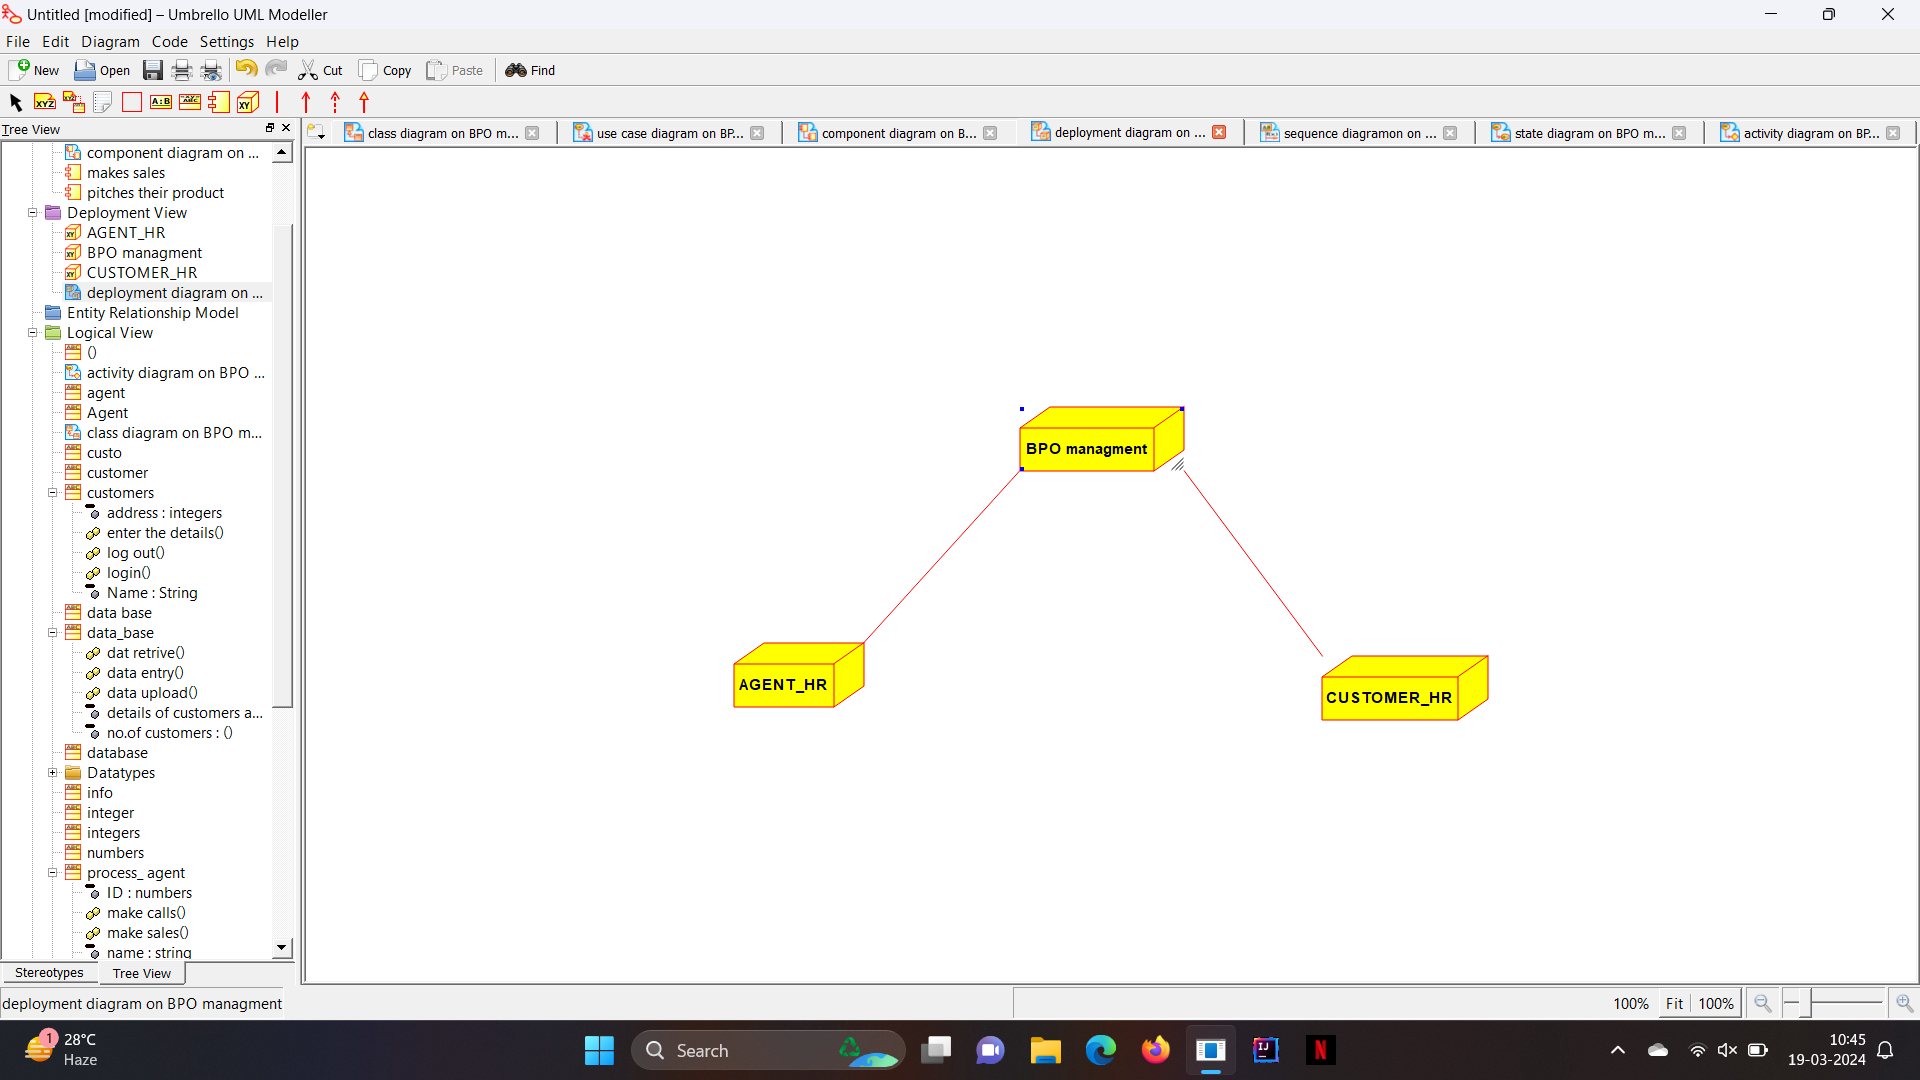 Untitled [modified] – Umbrello UML Modeller
File Edit Diagram Code Settings Help
New Open Cut Copy Paste Find
Tree View
class diagram on BPO m...
use case diagram on BP...
component diagram on B...
deployment diagram on ...
sequence diagramon on ...
state diagram on BPO m...
activity diagram on BP...
component diagram on ...
makes sales
pitches their product
Deployment View
AGENT_HR
BPO managment
CUSTOMER_HR
deployment diagram on ...
Entity Relationship Model
Logical View
()
activity diagram on BPO ...
agent
Agent
class diagram on BPO m...
custo
customer
customers
address : integers
enter the details()
log out()
login()
Name : String
data base
data_base
dat retrive()
data entry()
data upload()
details of customers a...
no.of customers : ()
database
Datatypes
info
integer
integers
numbers
process_ agent
ID : numbers
make calls()
make sales()
name : string
Stereotypes Tree View
BPO managment
AGENT_HR
CUSTOMER_HR
deployment diagram on BPO managment
100% Fit 100%
1
28°C
Haze
Search
10:45
19-03-2024